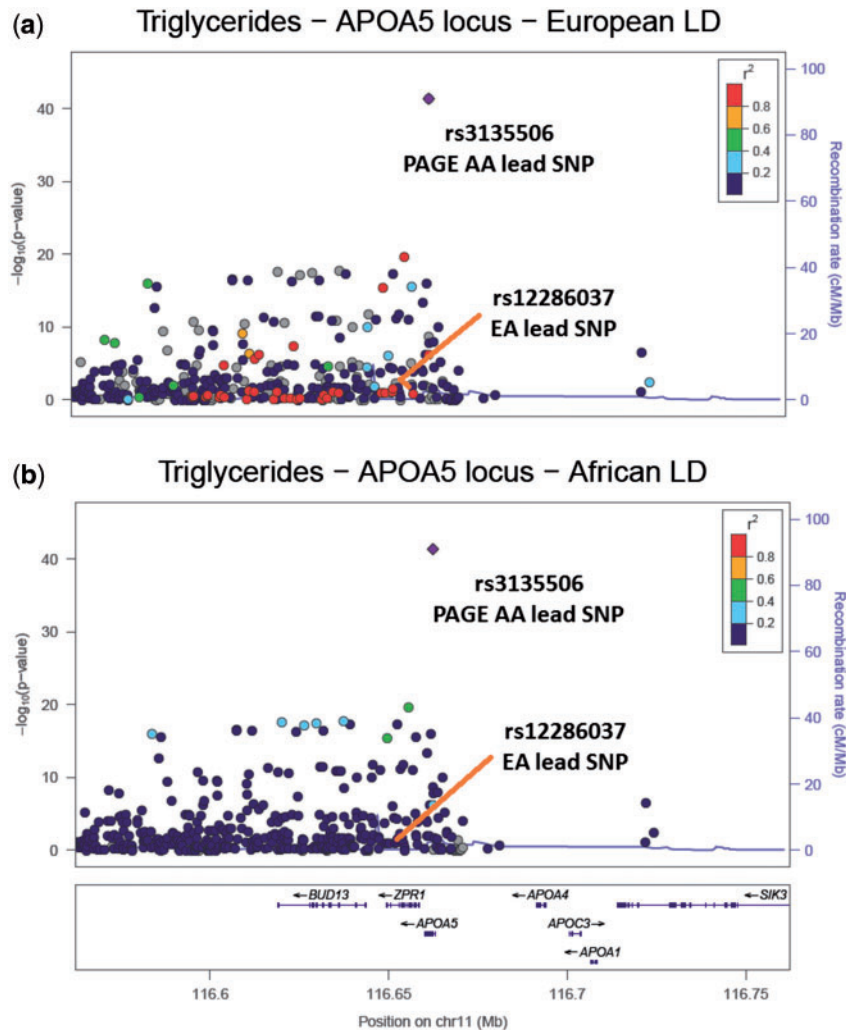 (a) Triglycerides − APOA5 locus − European LD
r²
0.8
0.6
0.4
0.2
rs3135506
PAGE AA lead SNP
rs12286037
EA lead SNP
−log₁₀(p−value)
40
30
20
10
0
Recombination rate (cM/Mb)
100
80
60
40
20
0
(b) Triglycerides − APOA5 locus − African LD
r²
0.8
0.6
0.4
0.2
rs3135506
PAGE AA lead SNP
rs12286037
EA lead SNP
−log₁₀(p−value)
40
30
20
10
0
Recombination rate (cM/Mb)
100
80
60
40
20
0
←BUD13 ←ZPR1 ←APOA4 ←SIK3
←APOA5 APOC3→
←APOA1
116.6 116.65 116.7 116.75
Position on chr11 (Mb)